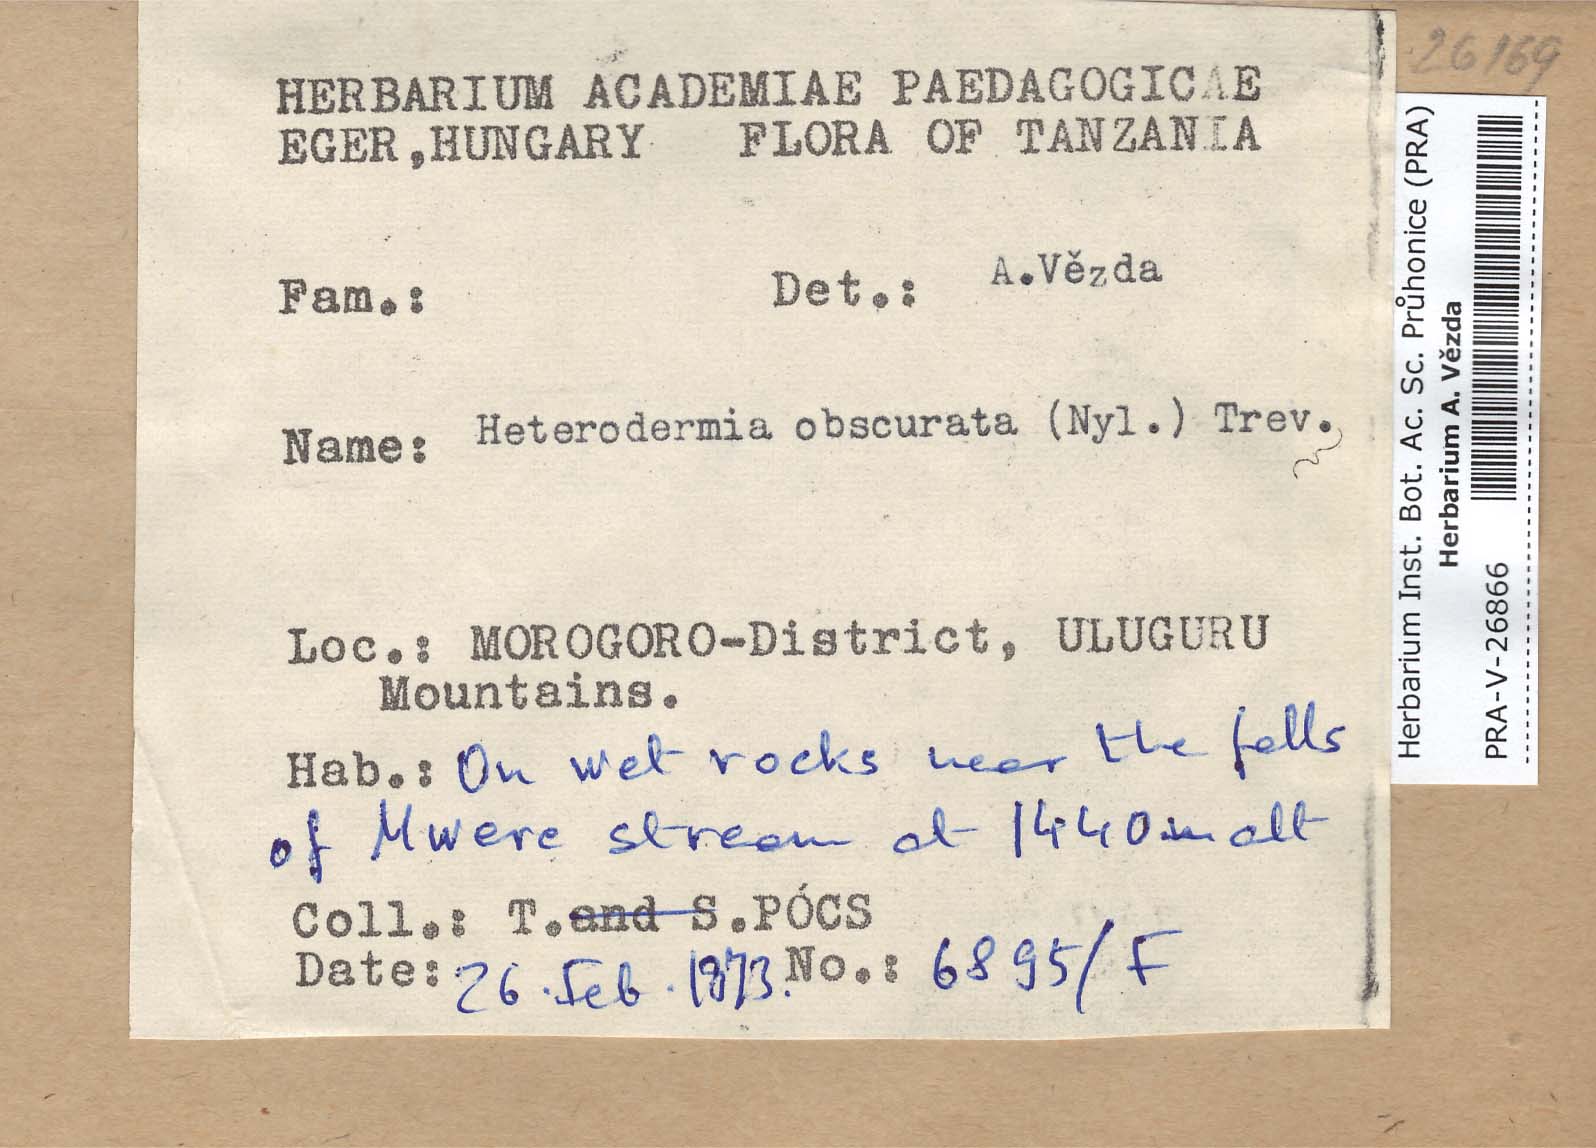 HERBARIUM ACADEMIAE PAEDAGOGICAE
EGER,HUNGARY FLORA OF TANZANIA
Fam.: Det.: A.Vězda
Name: Heterodermia obscurata (Nyl.) Trev.
Loc.: MOROGORO-District, ULUGURU
Mountains.
Hab.: On wet rocks near the falls
of Mwere stream at 1440 m alt
Coll.: T.and S.PÓCS
Date: 26. Feb. 1973. No.: 6895/F
26169
Herbarium Inst. Bot. Ac. Sc. Průhonice (PRA)
Herbarium A. Vězda
PRA-V-26866